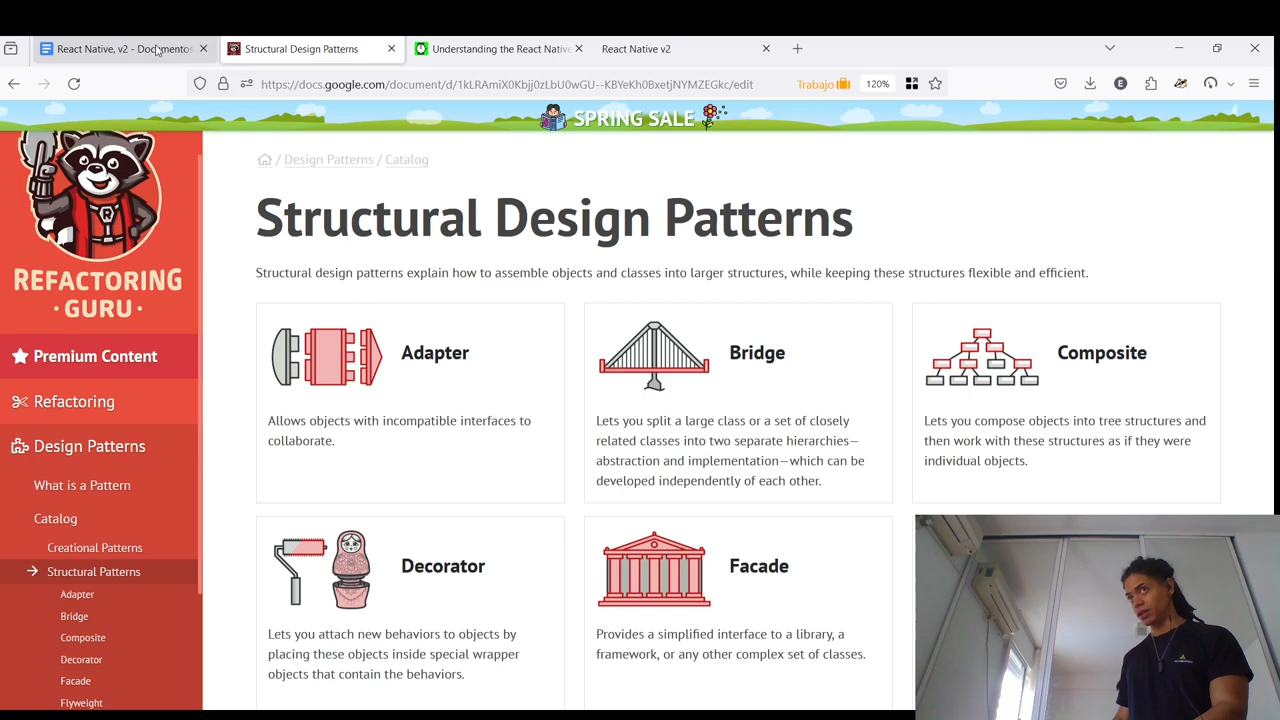 React Native, v2 - Documentos
Structural Design Patterns
Understanding the React Native
React Native v2
https://docs.google.com/document/d/1kLRAmiX0Kbjj0zLbU0wGU--KBYeKh0BxetjNYMZEGkc/edit
Trabajo
120%
E
SPRING SALE
R
REFACTORING
· GURU ·
Premium Content
Refactoring
Design Patterns
What is a Pattern
Catalog
Creational Patterns
Structural Patterns
Adapter
Bridge
Composite
Decorator
Facade
Flyweight
/ Design Patterns / Catalog
Structural Design Patterns
Structural design patterns explain how to assemble objects and classes into larger structures, while keeping these structures flexible and efficient.
Adapter
Allows objects with incompatible interfaces to
collaborate.
Bridge
Lets you split a large class or a set of closely
related classes into two separate hierarchies—
abstraction and implementation—which can be
developed independently of each other.
Composite
Lets you compose objects into tree structures and
then work with these structures as if they were
individual objects.
Decorator
Lets you attach new behaviors to objects by
placing these objects inside special wrapper
objects that contain the behaviors.
Facade
Provides a simplified interface to a library, a
framework, or any other complex set of classes.